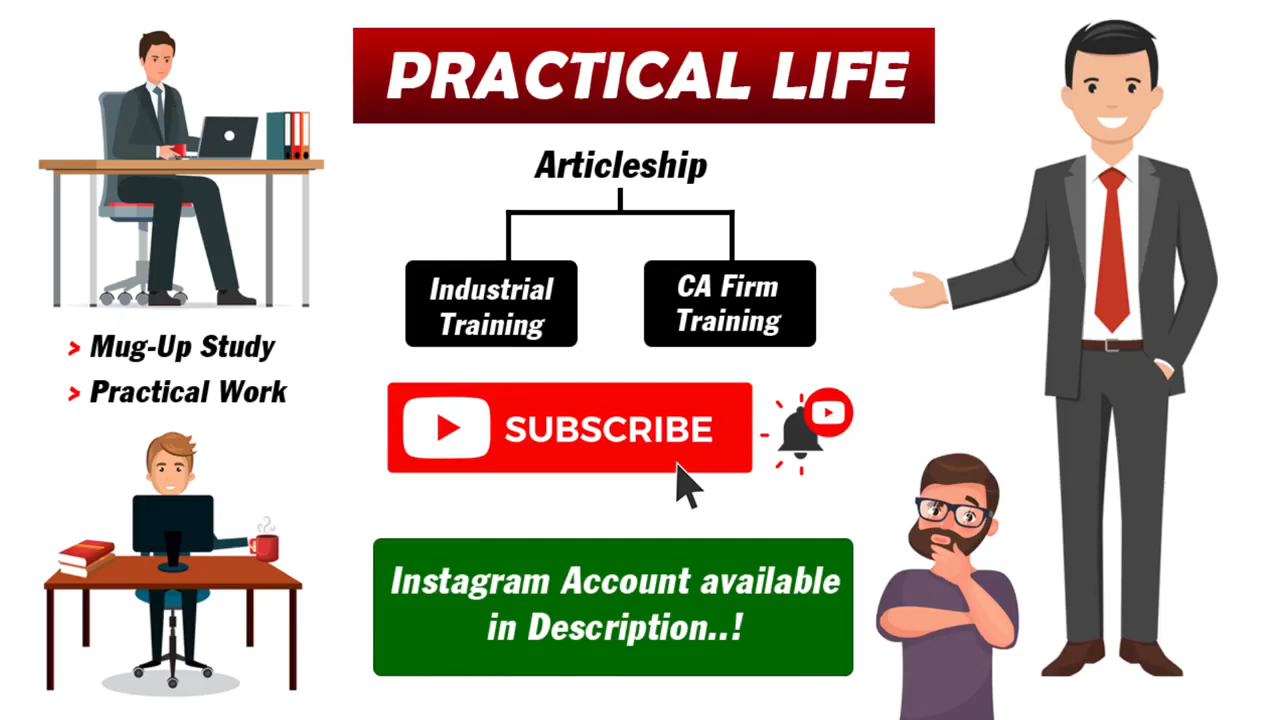 PRACTICAL LIFE
Articleship
Industrial
Training
CA Firm
Training
> Mug-Up Study
> Practical Work
SUBSCRIBE
Instagram Account available
in Description..!